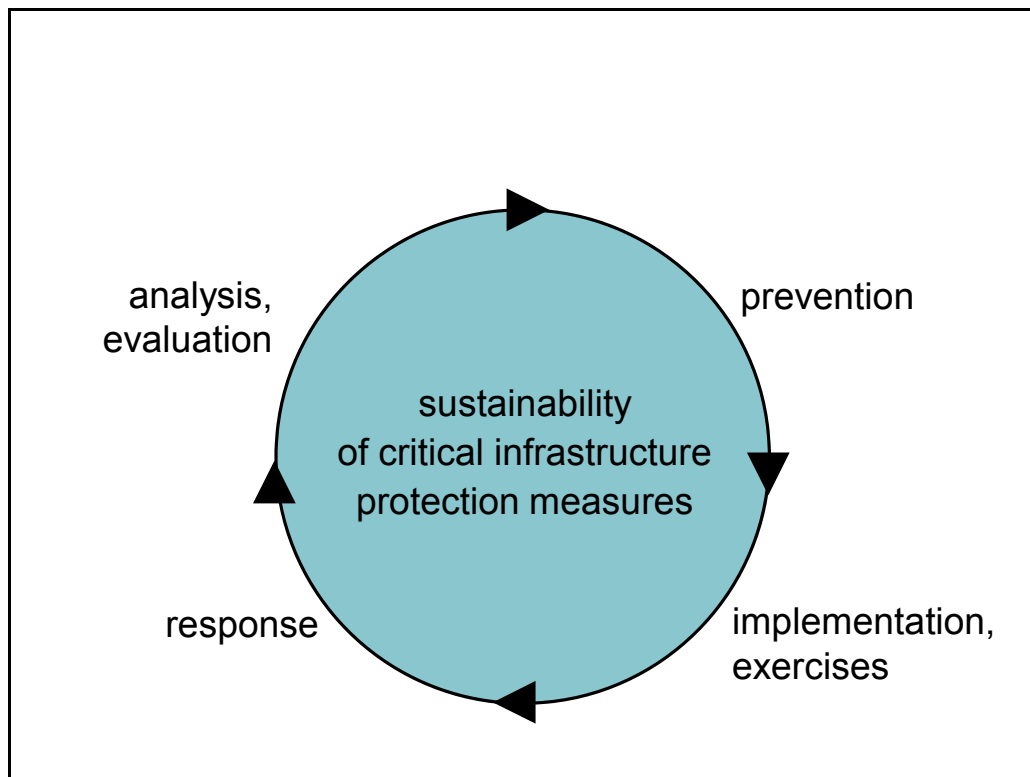 analysis,
evaluation
prevention
sustainability
of critical infrastructure
protection measures
response
implementation,
exercises